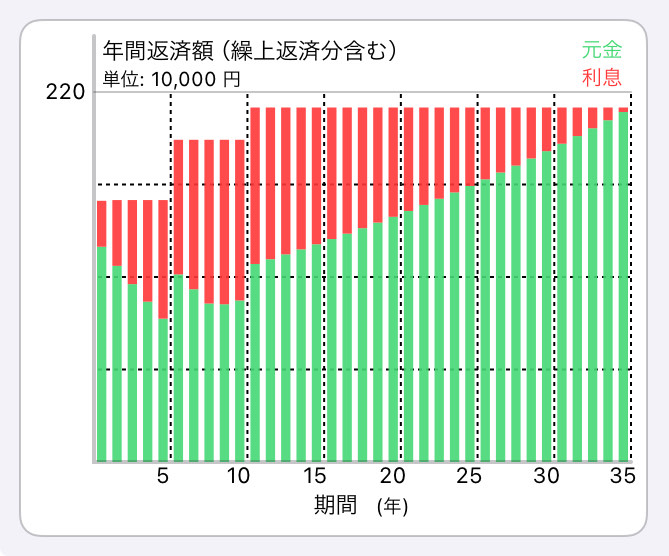 年間返済額（繰上返済分含む）
元金
単位: 10,000 円
利息
220
5 10 15 20 25 30 35
期間 (年)